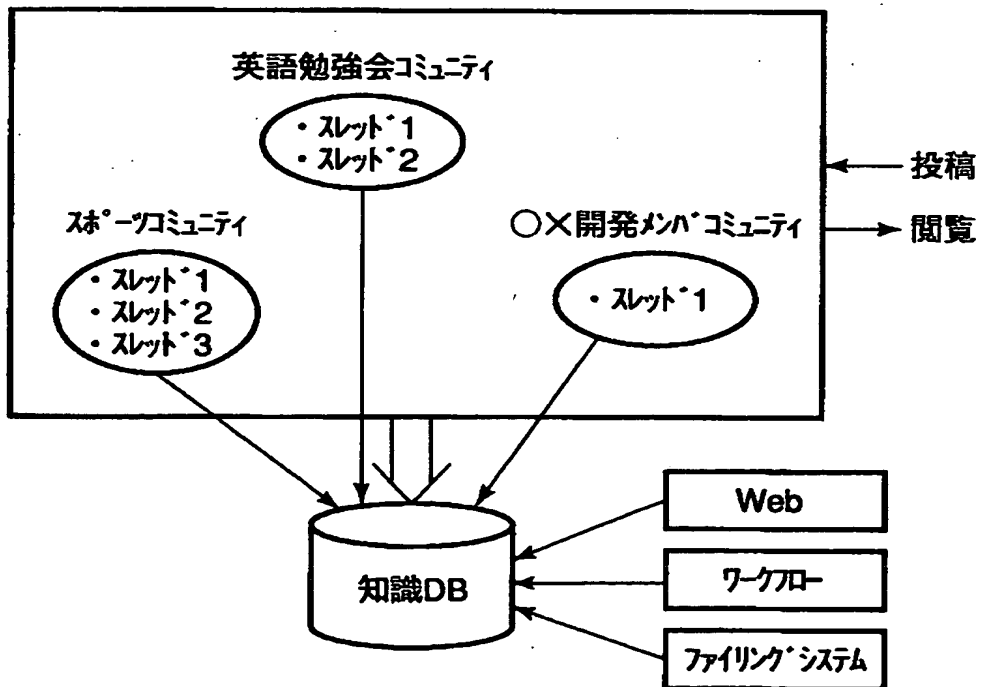 英語勉強会ｺﾐｭﾆﾃｨ
・ ｽﾚｯﾄﾞ1
・ ｽﾚｯﾄﾞ2
投稿
閲覧
ｽﾎﾟｰﾂｺﾐｭﾆﾃｨ
・ ｽﾚｯﾄﾞ1
・ ｽﾚｯﾄﾞ2
・ ｽﾚｯﾄﾞ3
○×開発ﾒﾝﾊﾞｺﾐｭﾆﾃｨ
・ ｽﾚｯﾄﾞ1
知識DB
Web
ﾜｰｸﾌﾛｰ
ﾌｧｲﾘﾝｸﾞｼｽﾃﾑ